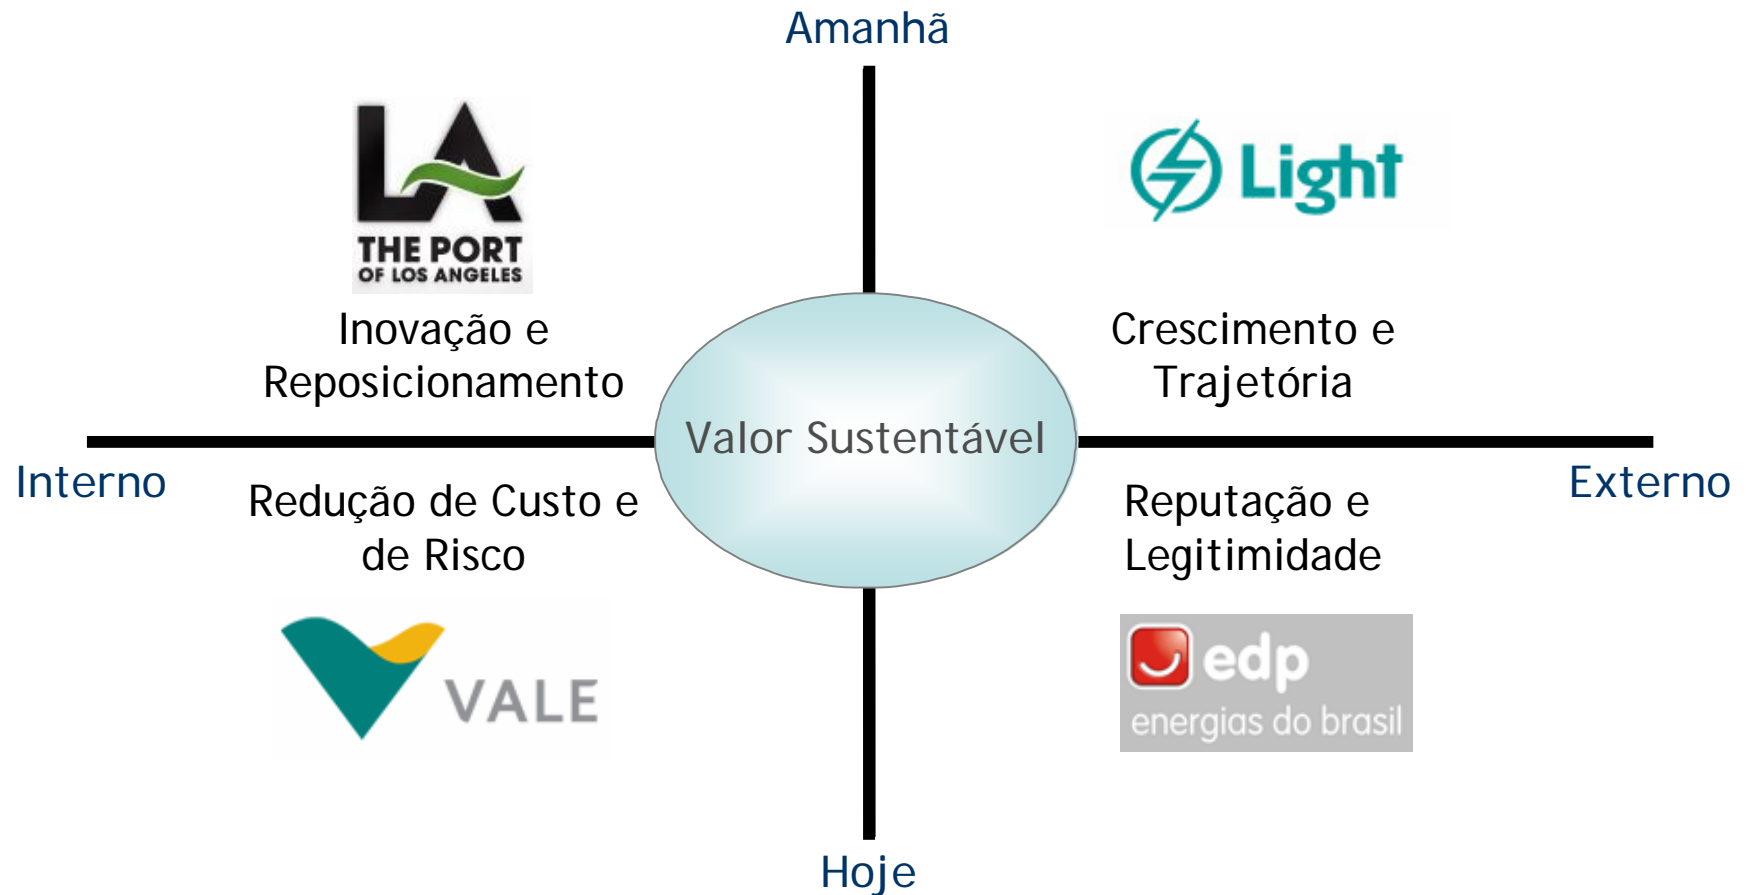 Amanhã
LA
THE PORT
OF LOS ANGELES
Light
Inovação e
Reposicionamento
Crescimento e
Trajetória
Valor Sustentável
Interno
Externo
Redução de Custo e
de Risco
Reputação e
Legitimidade
VALE
edp
energias do brasil
Hoje